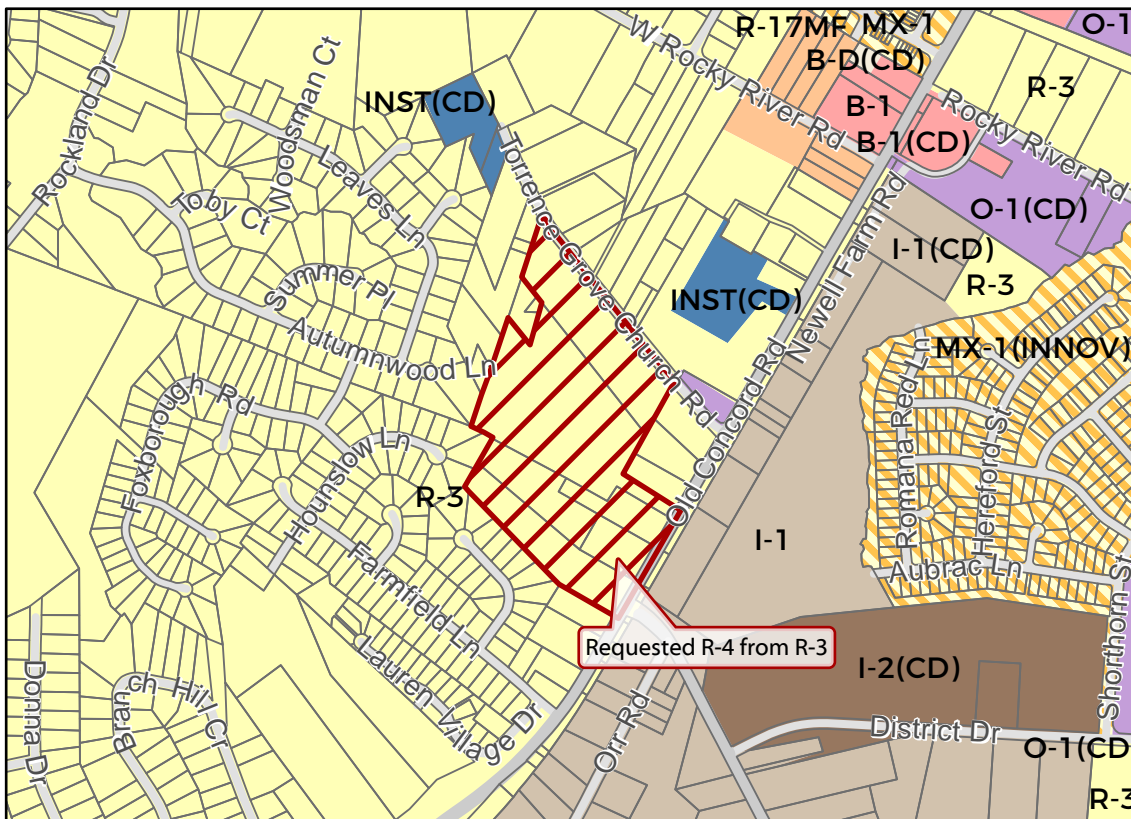 R-17MF
MX-1
O-1
B-D(CD)
W Rocky River Rd
Rockland Dr
Woodsman Ct
INST(CD)
R-3
B-1
Rocky River Rd
B-1(CD)
Torrence Grove Church Rd
Leaves Ln
Toby Ct
O-1(CD)
I-1(CD)
R-3
Summer Pl
INST(CD)
Newell Farm Rd
Autumnwood Ln
MX-1(INNOV)
Old Concord Rd
Foxborough Rd
Romana Red Ln
Hereford St
Hounslow Ln
R-3
I-1
Aubrac Ln
Farmfield Ln
Requested R-4 from R-3
Lauren Village Dr
I-2(CD)
Shorthorn St
Donna Dr
Branch Hill Cr
Orr Rd
District Dr
O-1(CD
R-3